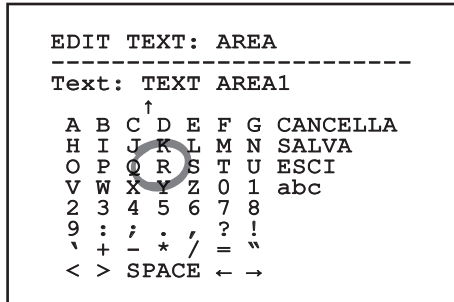 EDIT TEXT: AREA
------------------------
Text: TEXT AREA1
↑
A B C D E F G CANCELLA
H I J K L M N SALVA
O P Q R S T U ESCI
V W X Y Z 0 1 abc
2 3 4 5 6 7 8
9 : ; . , ? !
‵ + - * / = ‶
< > SPACE ← →